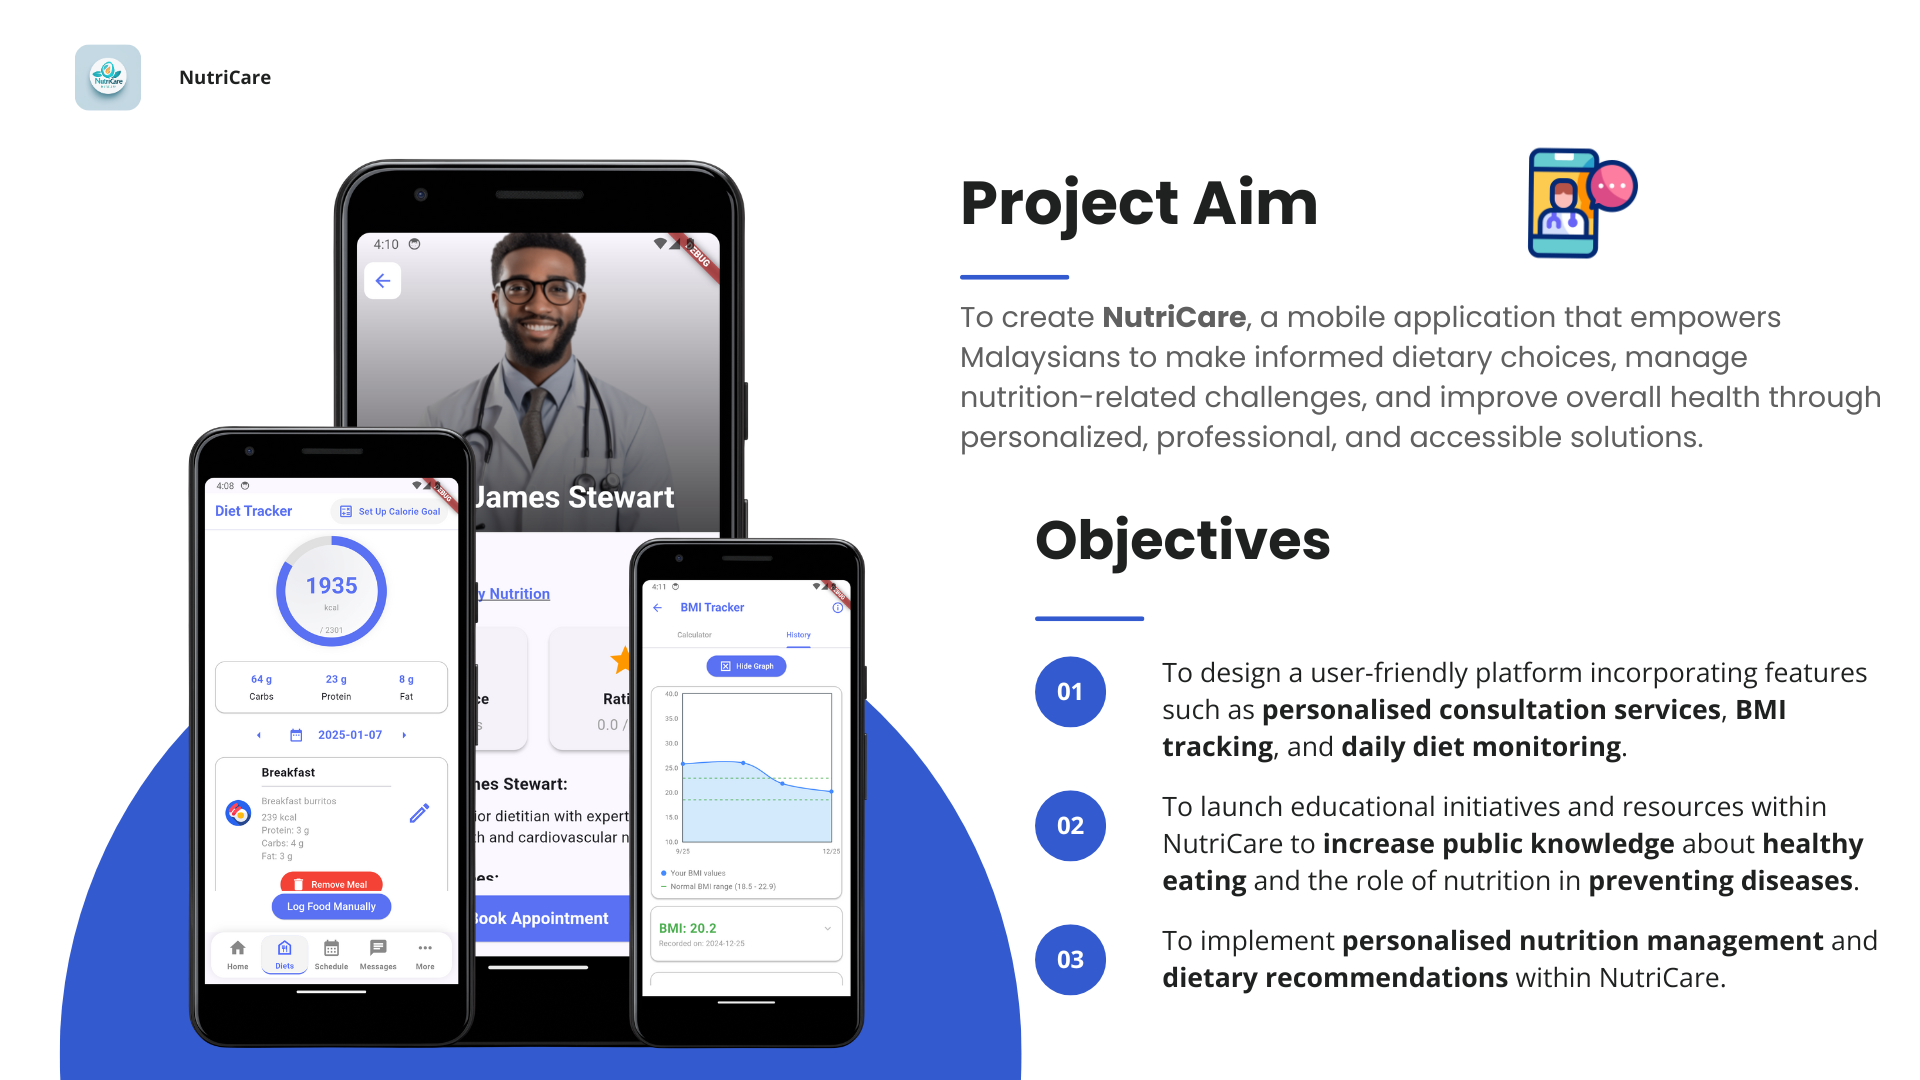 NutriCare
NutriCare
Project Aim
To create NutriCare, a mobile application that empowers
Malaysians to make informed dietary choices, manage
nutrition-related challenges, and improve overall health through
personalized, professional, and accessible solutions.
Objectives
01
To design a user-friendly platform incorporating features
such as personalised consultation services, BMI
tracking, and daily diet monitoring.
02
To launch educational initiatives and resources within
NutriCare to increase public knowledge about healthy
eating and the role of nutrition in preventing diseases.
03
To implement personalised nutrition management and
dietary recommendations within NutriCare.
4:10
James Stewart
y Nutrition
ce
Rati
s
0.0 /
nes Stewart:
ior dietitian with expert
th and cardiovascular n
es:
Book Appointment
4:08
Diet Tracker
Set Up Calorie Goal
1935
kcal
/ 2301
64 g 23 g 8 g
Carbs Protein Fat
2025-01-07
Breakfast
Breakfast burritos
239 kcal
Protein: 3 g
Carbs: 4 g
Fat: 3 g
Remove Meal
Log Food Manually
Home Diets Schedule Messages More
4:11
BMI Tracker
Calculator History
Hide Graph
40.0
35.0
30.0
25.0
20.0
15.0
10.0
9/25 12/25
Your BMI values
Normal BMI range (18.5 - 22.9)
BMI: 20.2
Recorded on: 2024-12-25